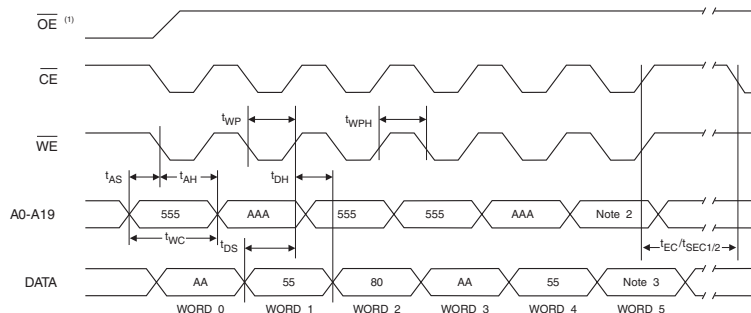 OE (1)
CE
tWP
tWPH
WE
tAS
tAH
tDH
A0-A19
555
AAA
555
555
AAA
Note 2
tWC
tDS
tEC/tSEC1/2
DATA
AA
55
80
AA
55
Note 3
WORD 0
WORD 1
WORD 2
WORD 3
WORD 4
WORD 5